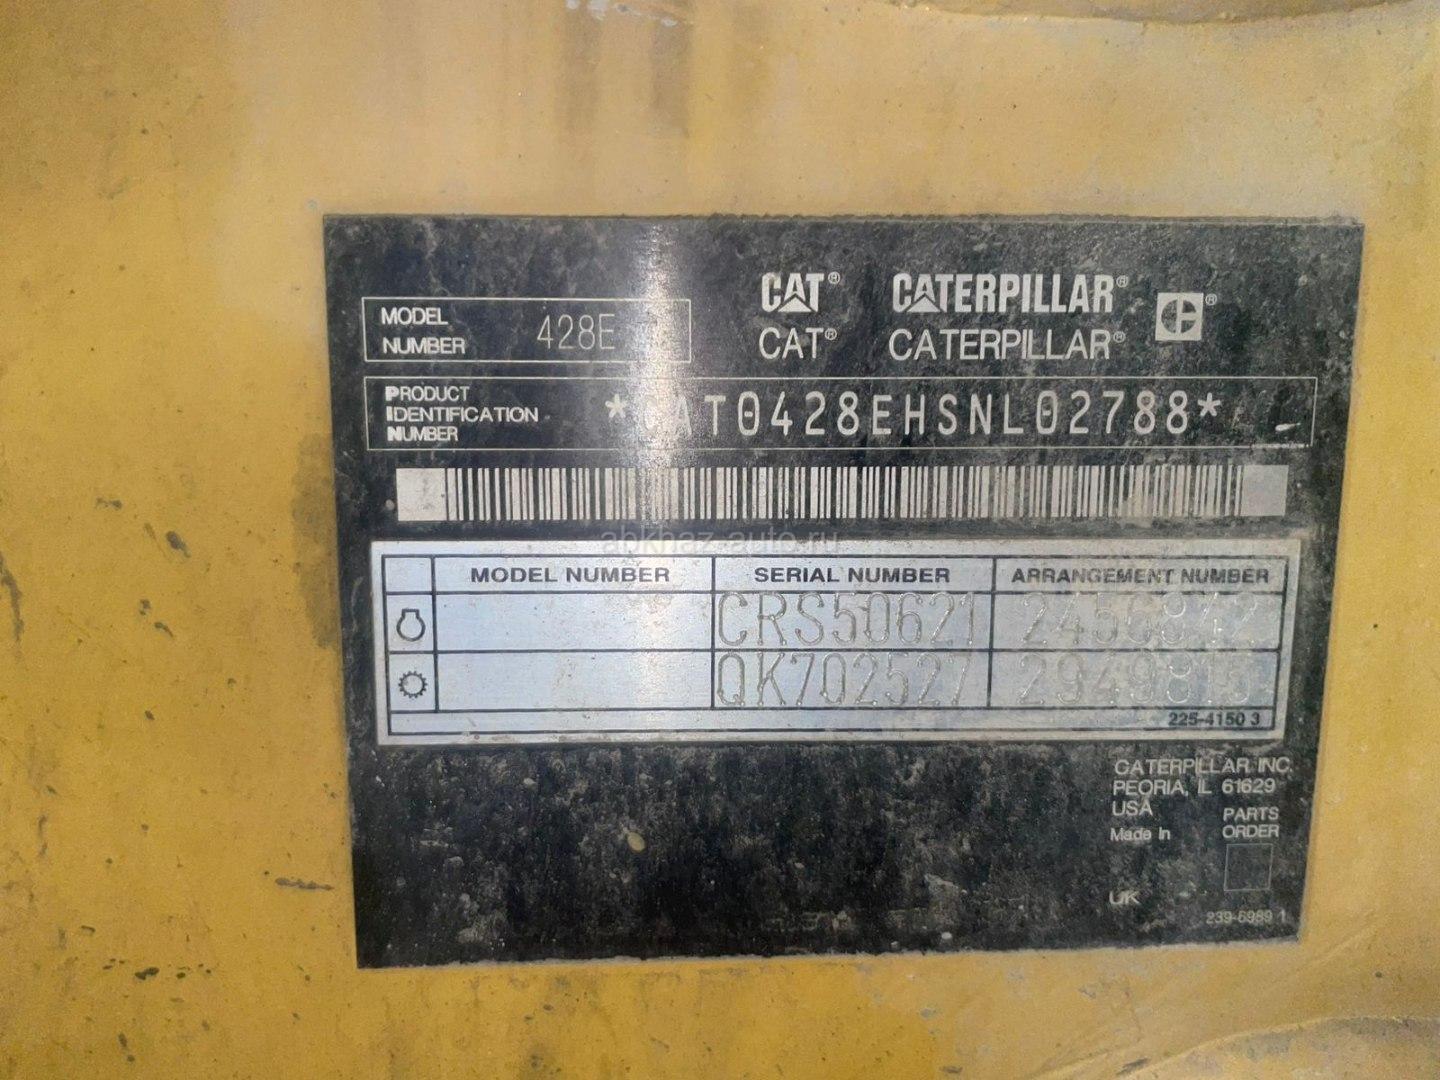 CAT® CATERPILLAR®
CAT® CATERPILLAR®
MODEL
NUMBER 428E
PRODUCT
IDENTIFICATION
NUMBER
*CAT0428EHSNL02788*
abkhaz-auto.ru
MODEL NUMBER SERIAL NUMBER ARRANGEMENT NUMBER
CRS50621
QK702527
225-4150 3
CATERPILLAR INC.
PEORIA, IL 61629
USA
Made In
UK
PARTS
ORDER
239-6989 1